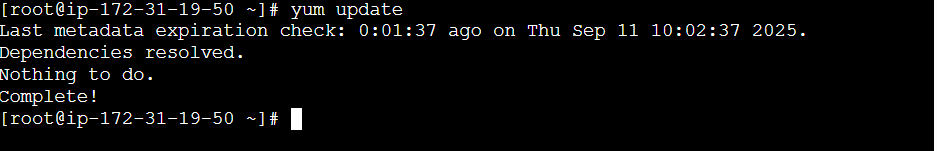 [root@ip-172-31-19-50 ~]# yum update
Last metadata expiration check: 0:01:37 ago on Thu Sep 11 10:02:37 2025.
Dependencies resolved.
Nothing to do.
Complete!
[root@ip-172-31-19-50 ~]#